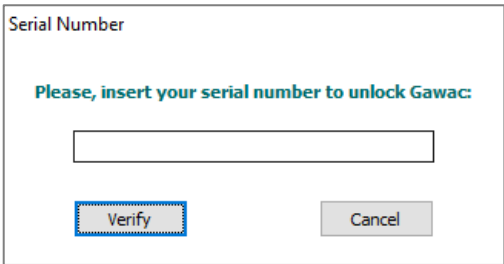 Serial Number
Please, insert your serial number to unlock Gawac:
Verify Cancel